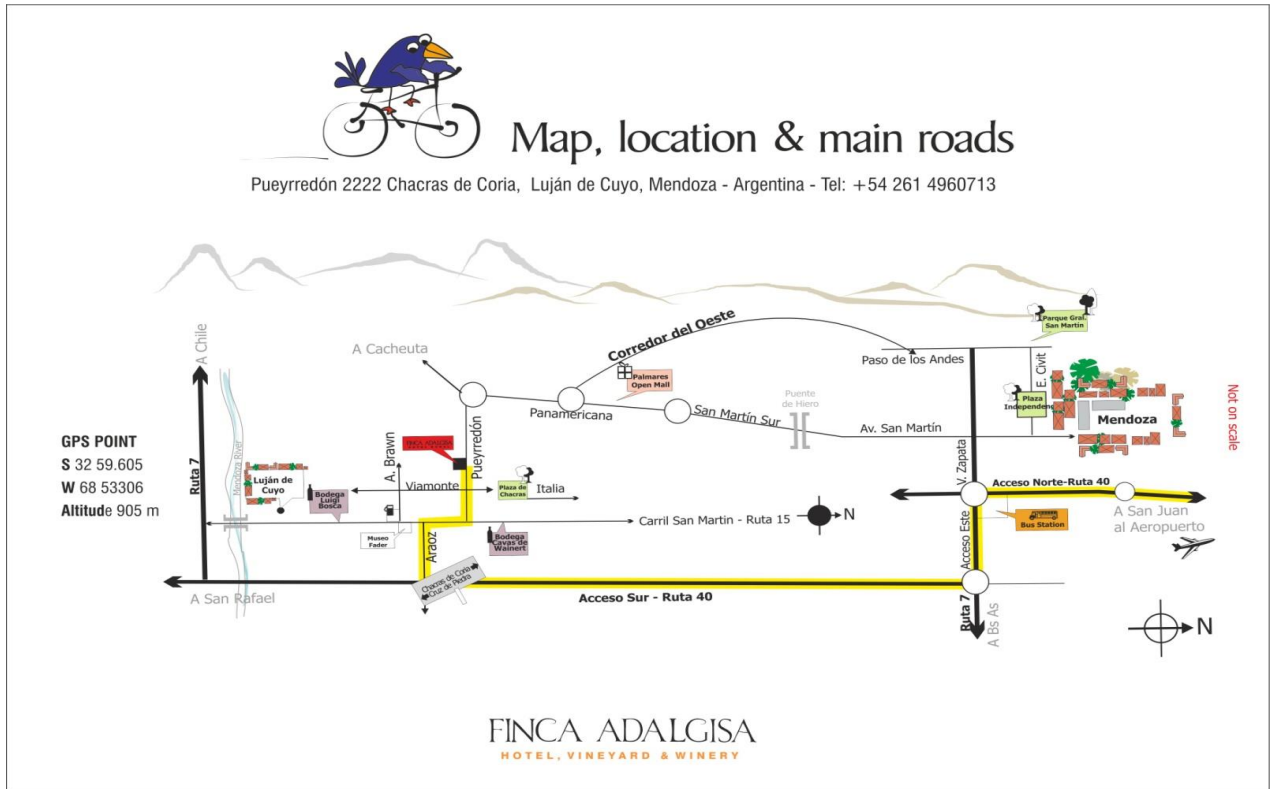 Map, location & main roads
Pueyrredón 2222 Chacras de Coria, Luján de Cuyo, Mendoza - Argentina - Tel: +54 261 4960713
Parque Gral.
San Martin
A Chile
A Cacheuta
Corredor del Oeste
Paso de los Andes
E. Civit
Palmares
Open Mall
Puente
de Hiero
Plaza
Independenc
Mendoza
Not on scale
Panamericana
San Martín Sur
Av. San Martín
GPS POINT
S 32 59.605
W 68 53306
Altitude 905 m
Ruta 7
Mendoza River
Luján de
Cuyo
Bodega
Luigi
Bosca
A. Brawn
FINCA ADALGISA
Pueyrredón
Viamonte
Plaza de
Chacras
Italia
V. Zapata
Acceso Norte-Ruta 40
A San Juan
al Aeropuerto
Bus Station
Museo
Fader
Araoz
Bodega
Cavas de
Wainert
Carril San Martin - Ruta 15
N
Acceso Este
Chacras de Coria
Cruz de Piedra
A San Rafael
Acceso Sur - Ruta 40
Ruta 7
A Bs As
N
FINCA ADALGISA
HOTEL, VINEYARD & WINERY